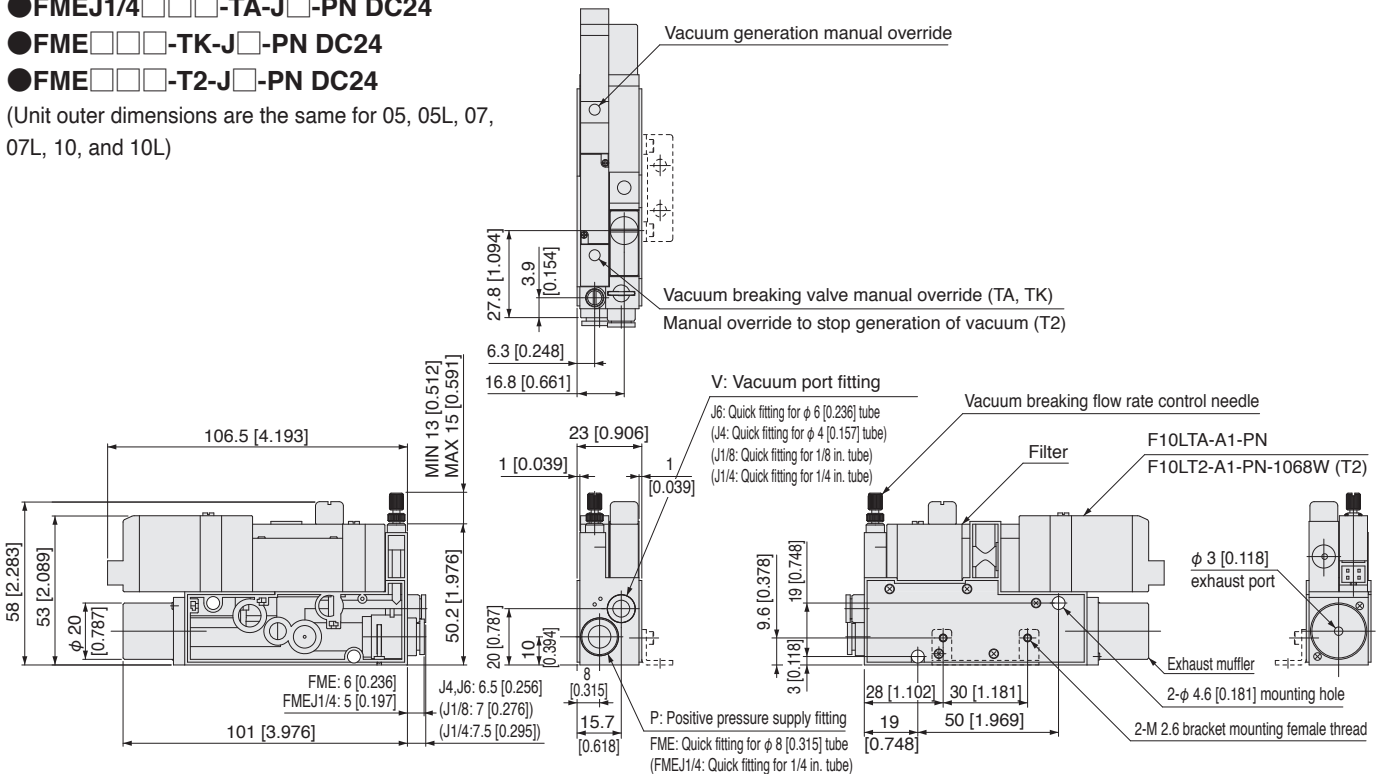 ●FMEJ1/4□□□-TA-J□-PN DC24
●FME□□□-TK-J□-PN DC24
●FME□□□-T2-J□-PN DC24
(Unit outer dimensions are the same for 05, 05L, 07,
07L, 10, and 10L)
Vacuum generation manual override
27.8 [1.094]
3.9
[0.154]
Vacuum breaking valve manual override (TA, TK)
Manual override to stop generation of vacuum (T2)
6.3 [0.248]
16.8 [0.661]
106.5 [4.193]
MIN 13 [0.512]
MAX 15 [0.591]
58 [2.283]
53 [2.089]
φ 20
[0.787]
50.2 [1.976]
FME: 6 [0.236]
FMEJ1/4: 5 [0.197]
J4,J6: 6.5 [0.256]
(J1/8: 7 [0.276])
(J1/4:7.5 [0.295])
101 [3.976]
V: Vacuum port fitting
J6: Quick fitting for φ 6 [0.236] tube
(J4: Quick fitting for φ 4 [0.157] tube)
(J1/8: Quick fitting for 1/8 in. tube)
(J1/4: Quick fitting for 1/4 in. tube)
23 [0.906]
1 [0.039]
1
[0.039]
20 [0.787]
10
[0.394]
8
[0.315]
15.7
[0.618]
P: Positive pressure supply fitting
FME: Quick fitting for φ 8 [0.315] tube
(FMEJ1/4: Quick fitting for 1/4 in. tube)
Vacuum breaking flow rate control needle
Filter
F10LTA-A1-PN
F10LT2-A1-PN-1068W (T2)
9.6 [0.378]
19 [0.748]
3 [0.118]
28 [1.102]
30 [1.181]
19
[0.748]
50 [1.969]
φ 3 [0.118]
exhaust port
Exhaust muffler
2-φ 4.6 [0.181] mounting hole
2-M 2.6 bracket mounting female thread